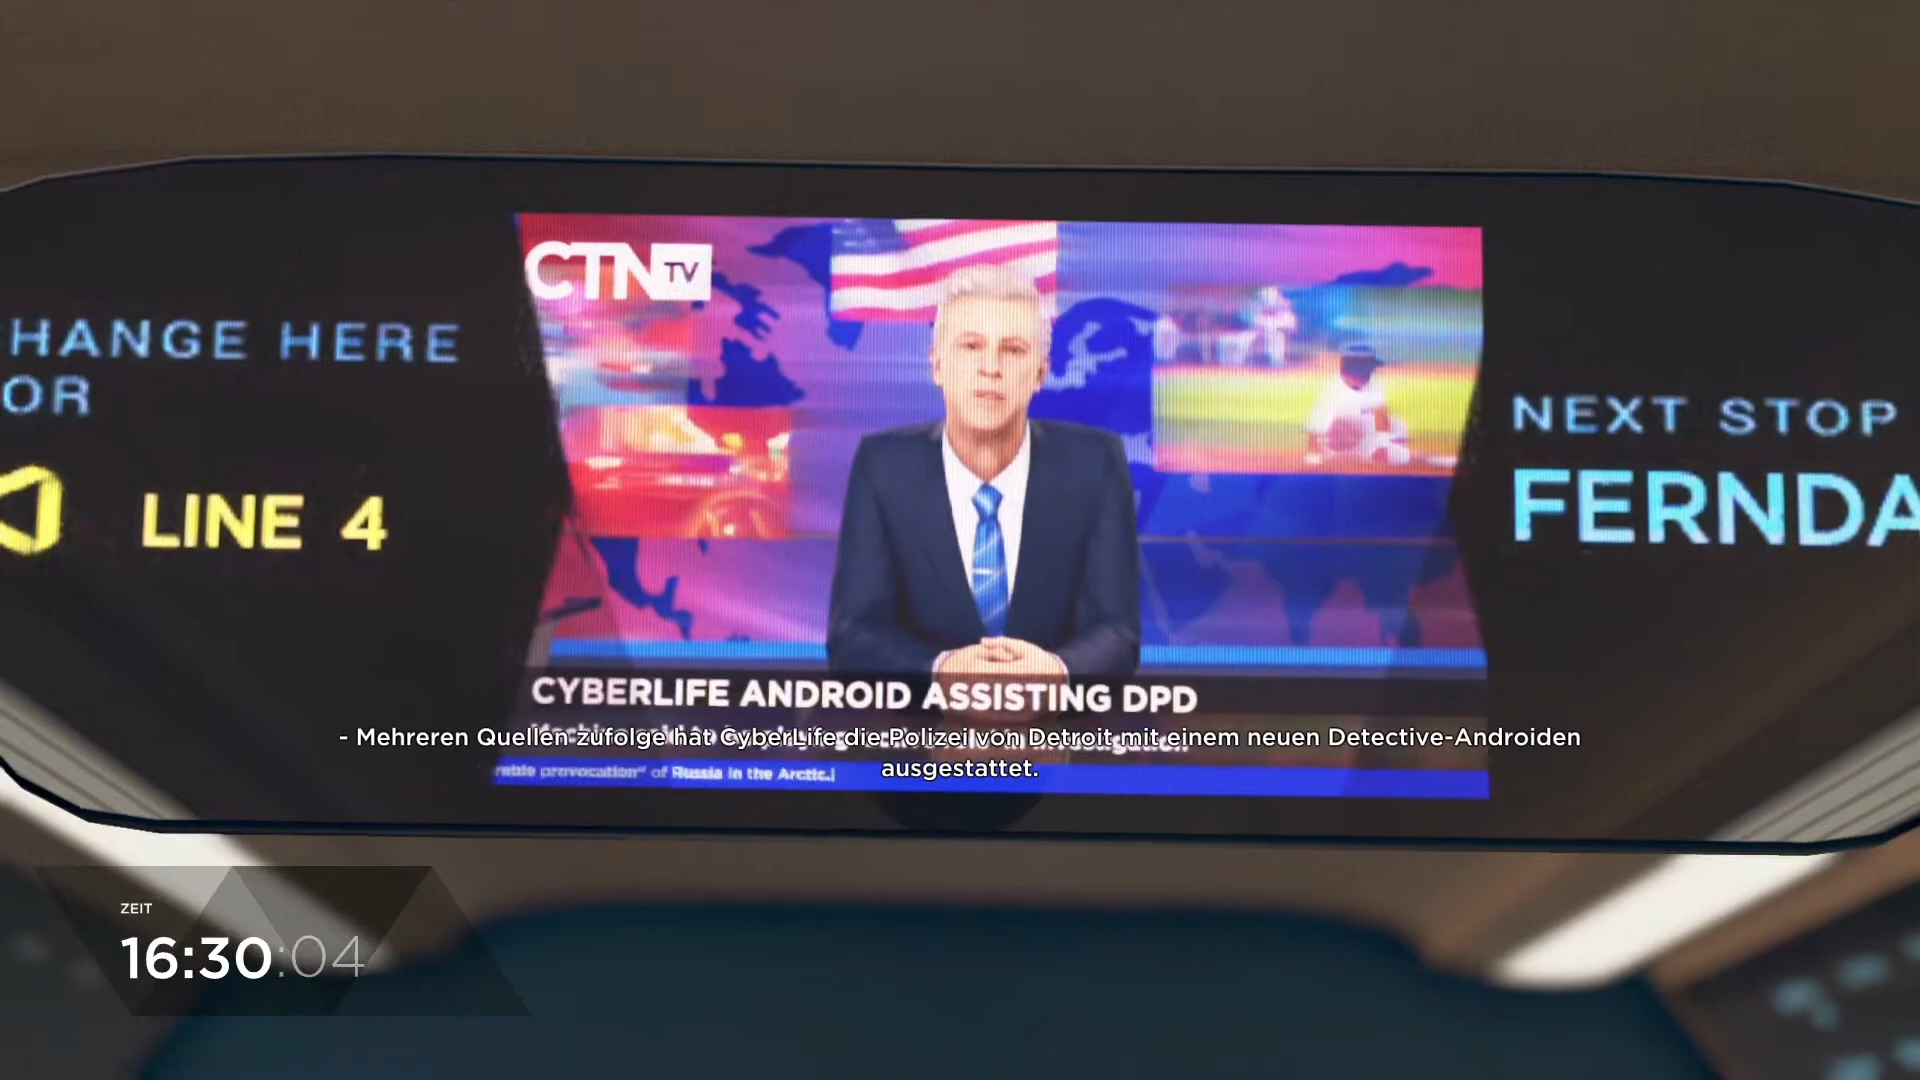 CTN TV
HANGE HERE
OR
LINE 4
NEXT STOP
FERNDA
CYBERLIFE ANDROID ASSISTING DPD
- Mehreren Quellen zufolge hat CyberLife die Polizei von Detroit mit einem neuen Detective-Androiden
ausgestattet.
provocation" of Russia in the Arctic.]
ZEIT
16:30:04